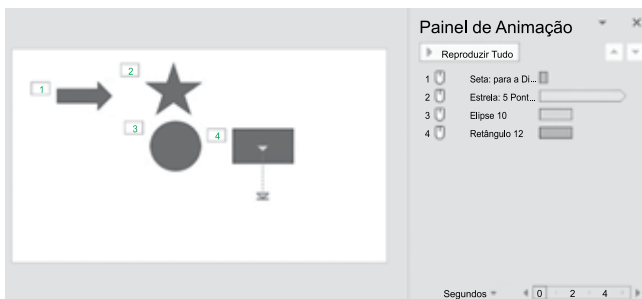 1
2
3
4
Painel de Animação
Reproduzir Tudo
1 Seta: para a Di...
2 Estrela: 5 Pont...
3 Elipse 10
4 Retângulo 12
Segundos 0 2 4